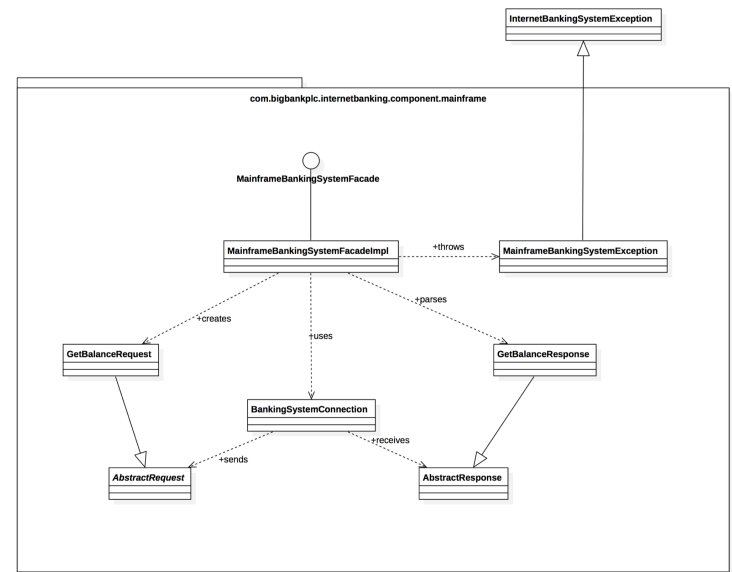 InternetBankingSystemException
com.bigbankplc.internetbanking.component.mainframe
MainframeBankingSystemFacade
MainframeBankingSystemFacadeImpl
+throws
MainframeBankingSystemException
+creates
+uses
+parses
GetBalanceRequest
GetBalanceResponse
BankingSystemConnection
+sends
+receives
AbstractRequest
AbstractResponse